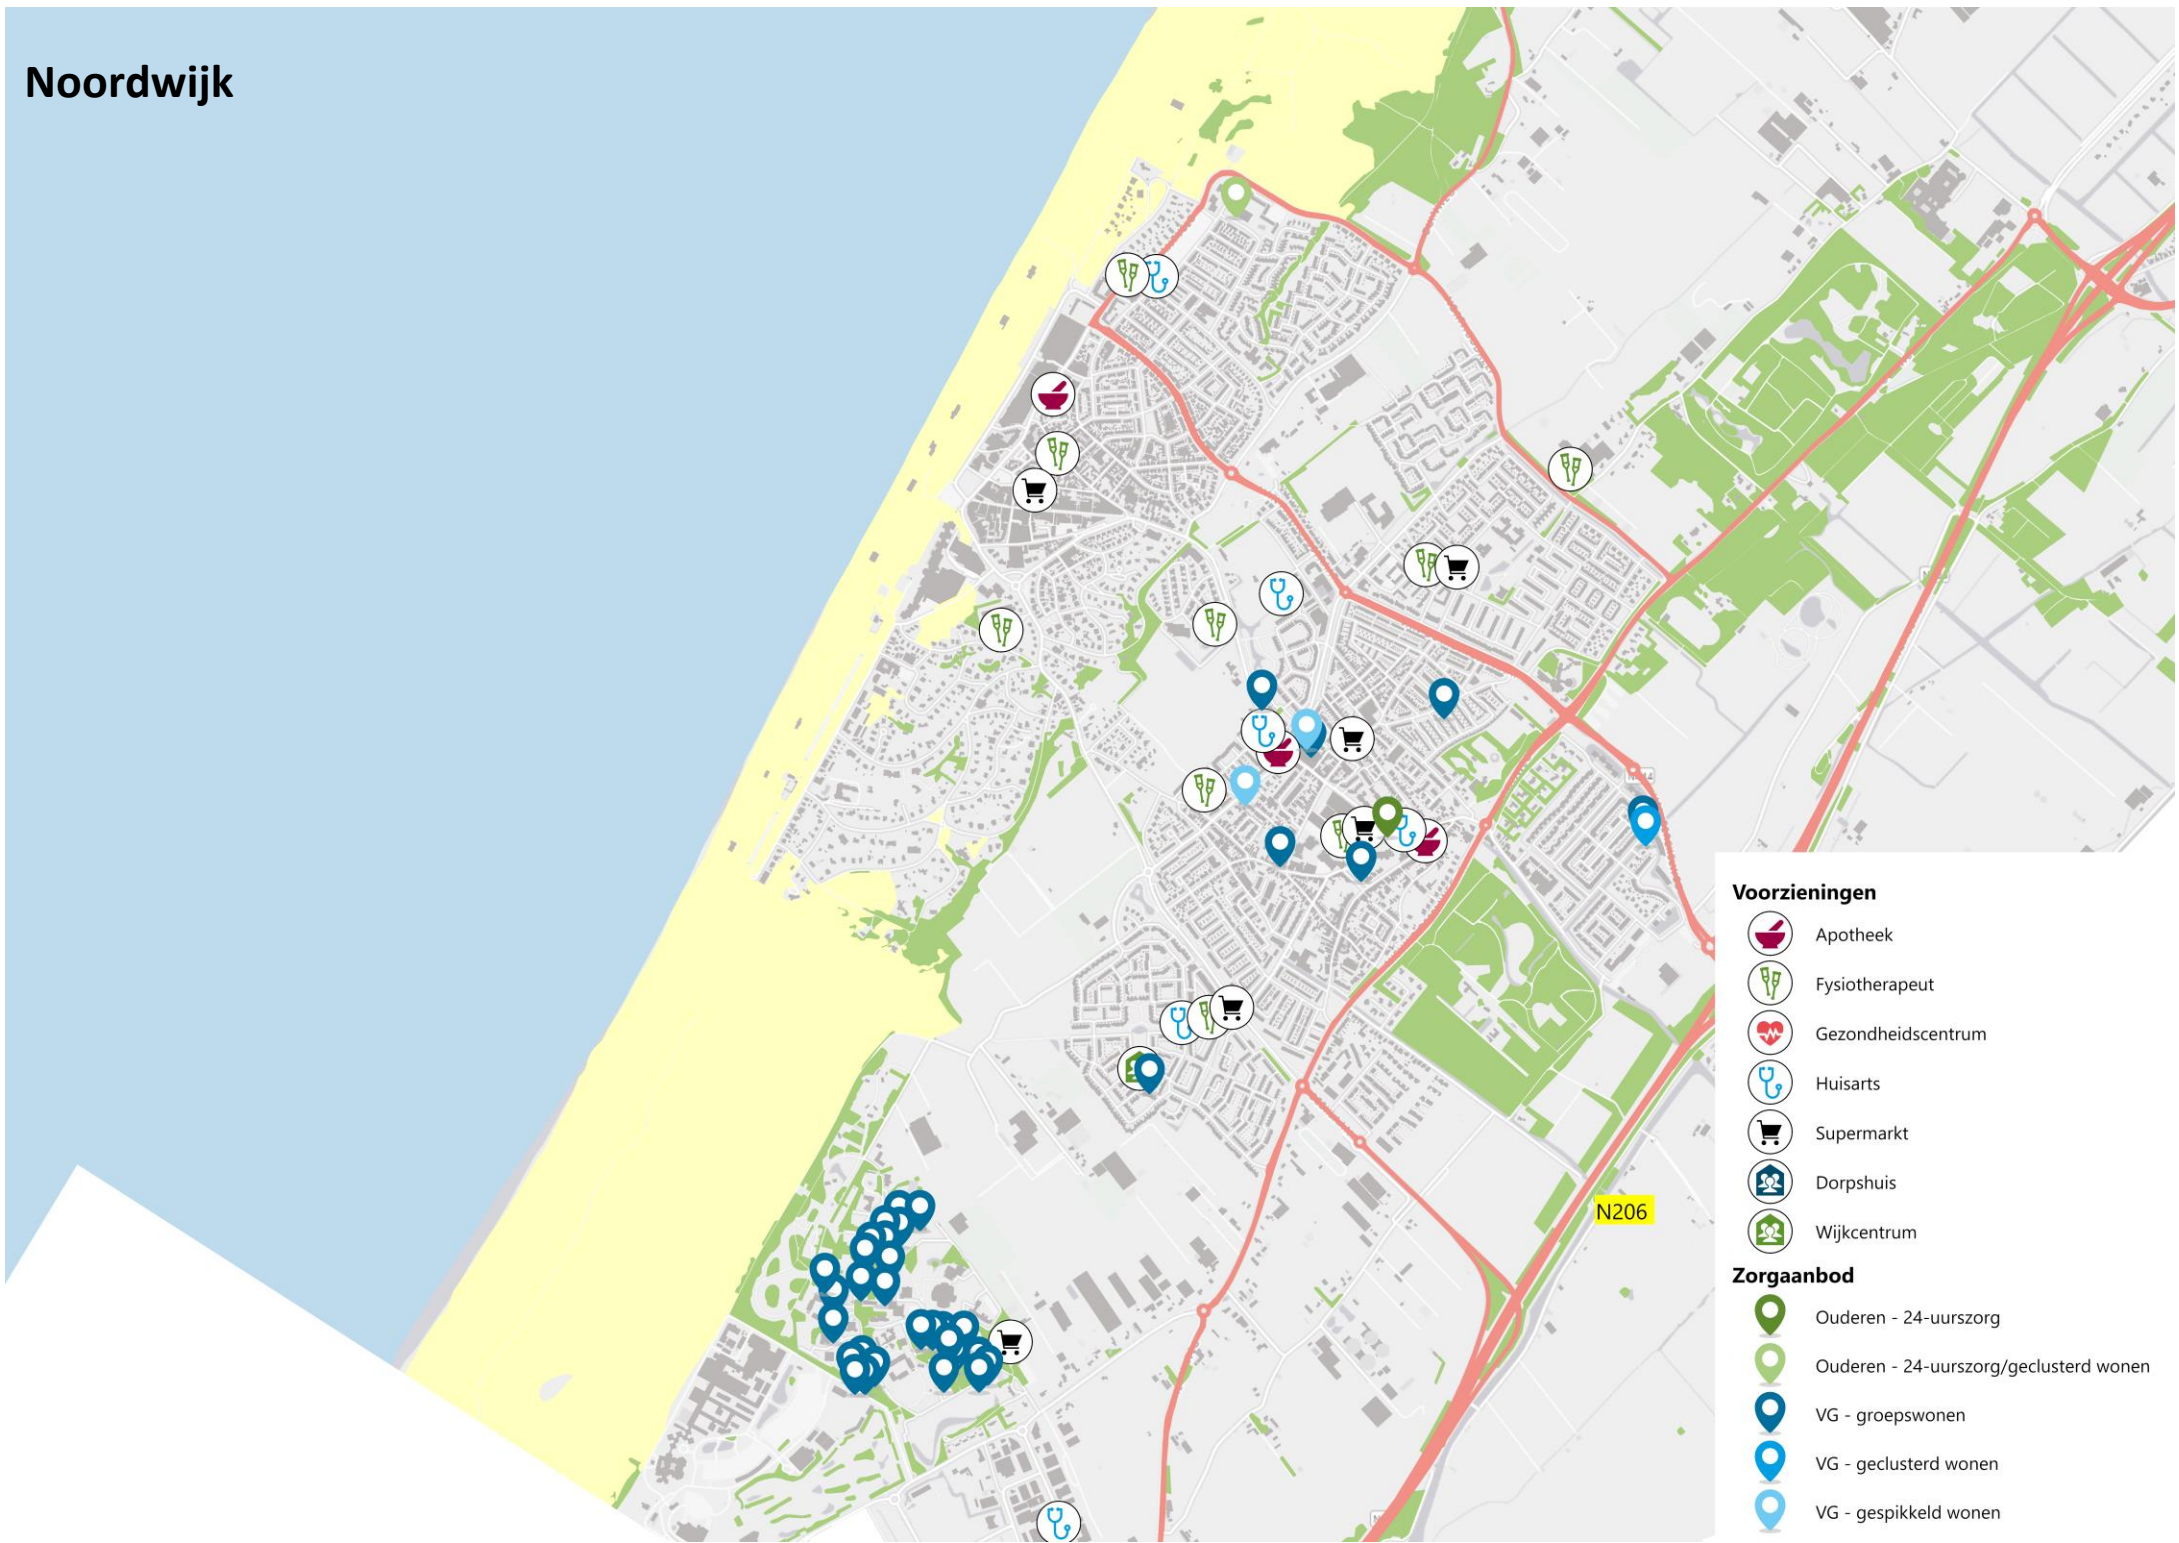 Noordwijk
N206
Voorzieningen
Apotheek
Fysiotherapeut
Gezondheidscentrum
Huisarts
Supermarkt
Dorpshuis
Wijkcentrum
Zorgaanbod
Ouderen - 24-uurszorg
Ouderen - 24-uurszorg/geclusterd wonen
VG - groepswonen
VG - geclusterd wonen
VG - gespikkeld wonen